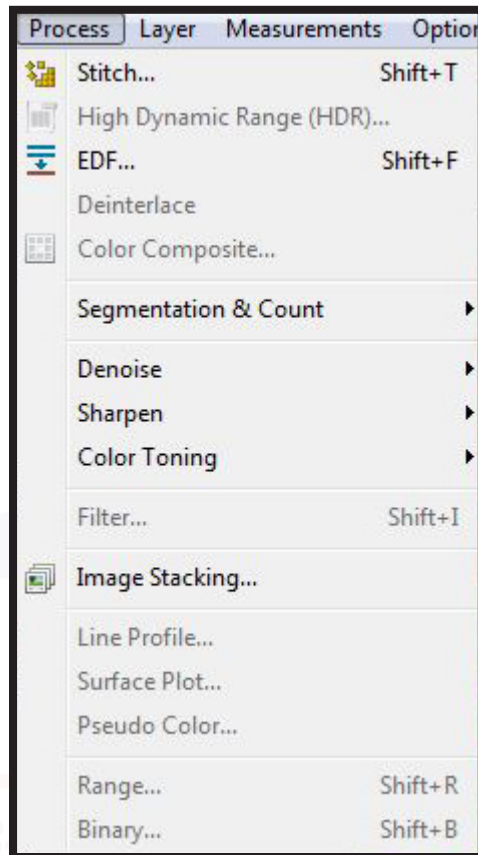 Process Layer Measurements Option
Stitch... Shift+T
High Dynamic Range (HDR)...
EDF... Shift+F
Deinterlace
Color Composite...
Segmentation & Count
Denoise
Sharpen
Color Toning
Filter... Shift+I
Image Stacking...
Line Profile...
Surface Plot...
Pseudo Color...
Range... Shift+R
Binary... Shift+B